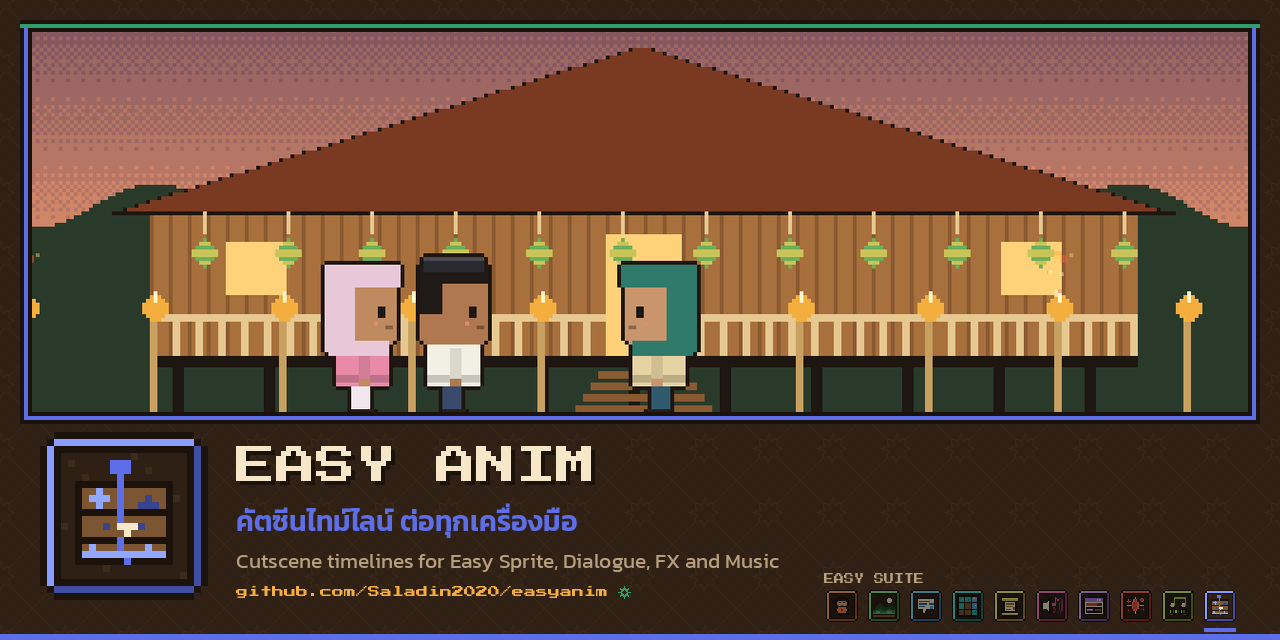 EASY ANIM
คัตซีนไทม์ไลน์ ต่อทุกเครื่องมือ
Cutscene timelines for Easy Sprite, Dialogue, FX and Music
github.com/Saladin2020/easyanim
EASY SUITE